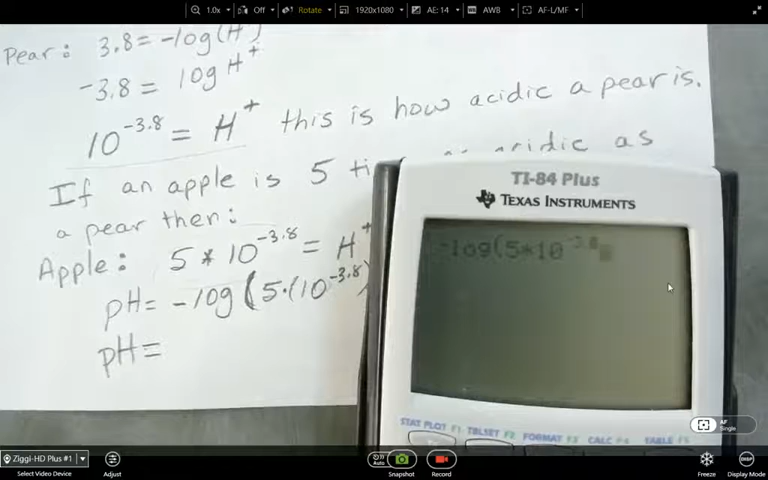 1.0x Off Rotate 1920x1080 AE: 14 AWB AF-L/MF
Pear: 3.8 = -log(H+)
-3.8 = log H+
10^-3.8 = H+ this is how acidic a pear is.
If an apple is 5 ti acidic as
a pear then:
Apple: 5 * 10^-3.8 = H+
pH = -log (5·(10^-3.8)
pH =
TI-84 Plus
TEXAS INSTRUMENTS
-log(5*10^-3.8
STAT PLOT F1 TBLSET F2 FORMAT F3 CALC F4 TABLE F5
AF
Single
Ziggi-HD Plus #1
Select Video Device
Adjust
Auto
Snapshot
Record
Freeze
DISP
Display Mode